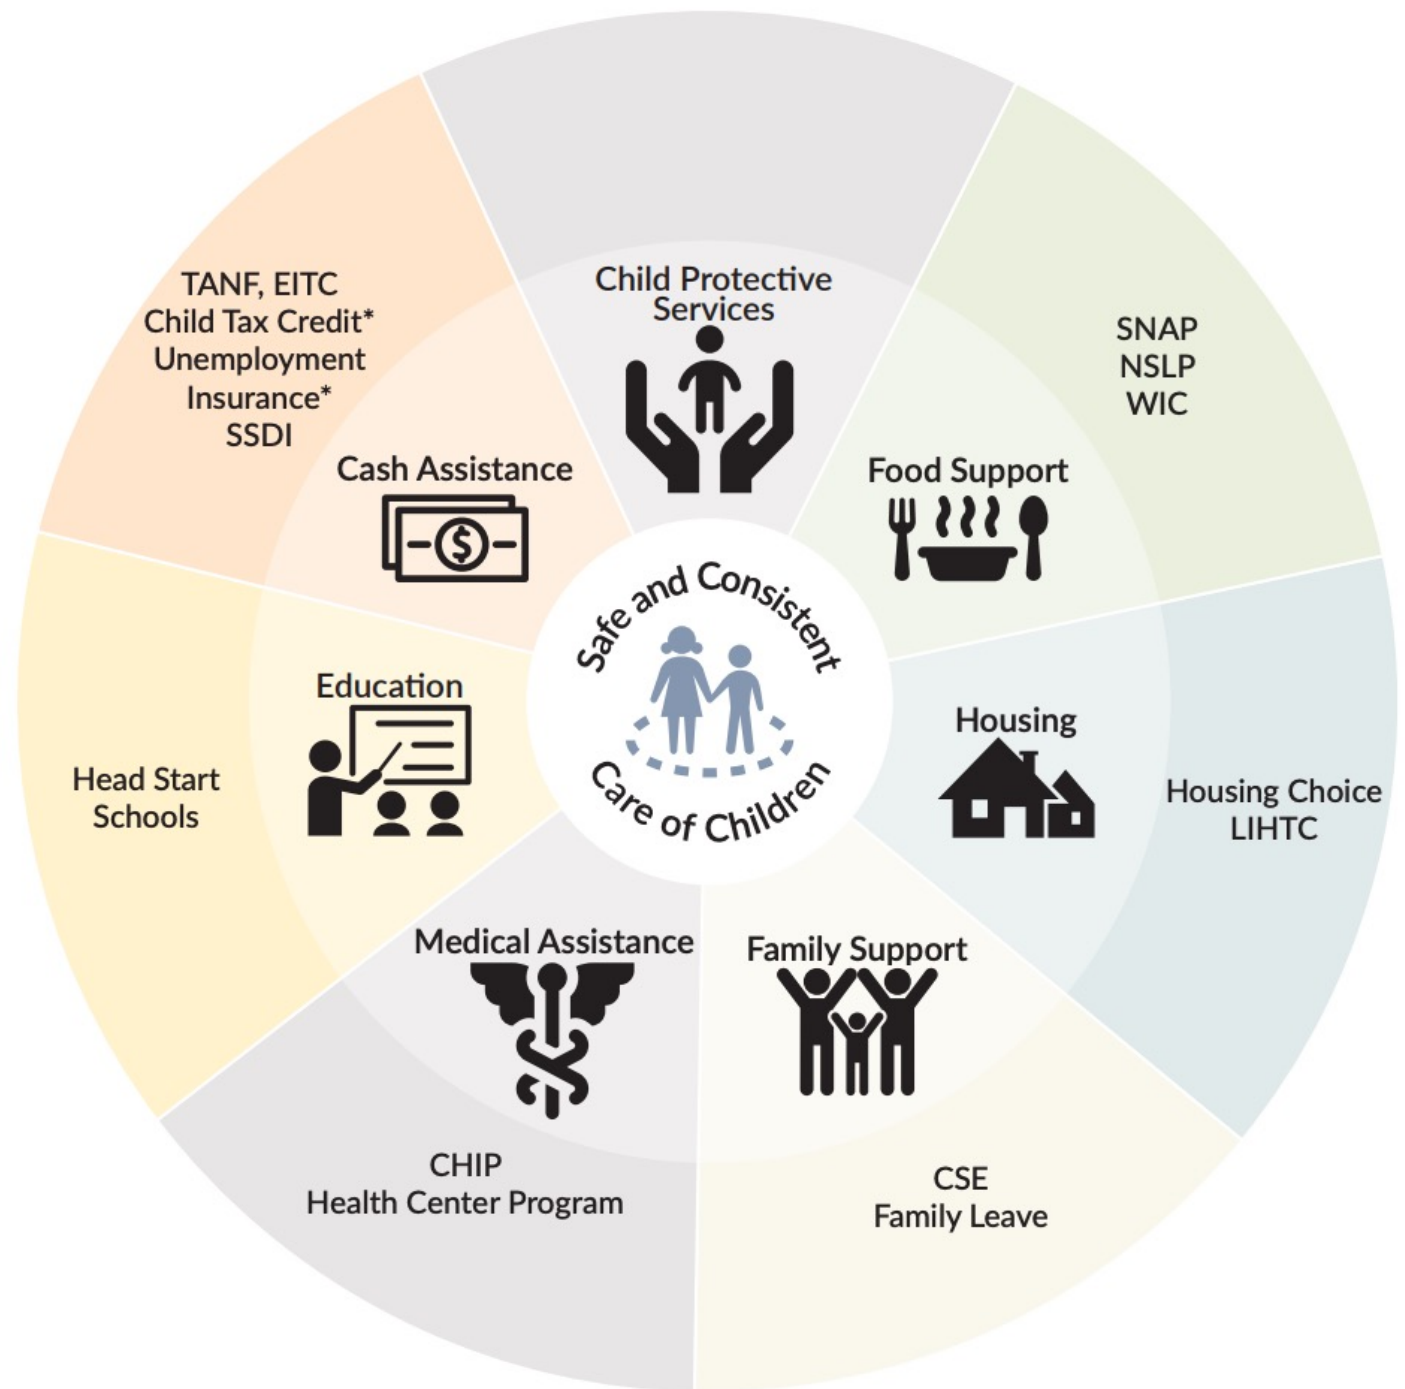 Child Protective
Services
SNAP
NSLP
WIC
Food Support
Housing
Housing Choice
LIHTC
Family Support
CSE
Family Leave
Medical Assistance
CHIP
Health Center Program
Education
Head Start
Schools
TANF, EITC
Child Tax Credit*
Unemployment
Insurance*
SSDI
Cash Assistance
$
Safe and Consistent
Care of Children